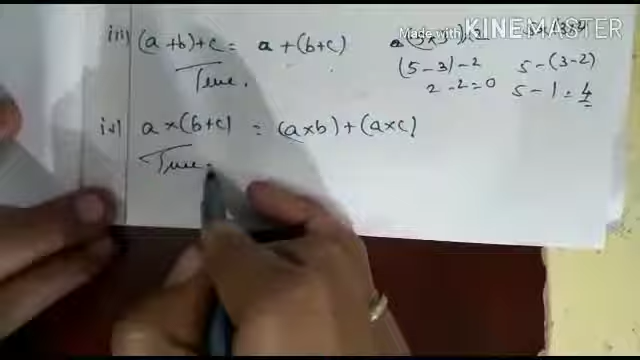 Made with KINEMASTER
iii) (a+b)+c = a+(b+c)
True.
(5-3)-2 5-(3-2)
2-2=0 5-1=4
iv) a×(b+c) = (a×b)+(a×c)
True.